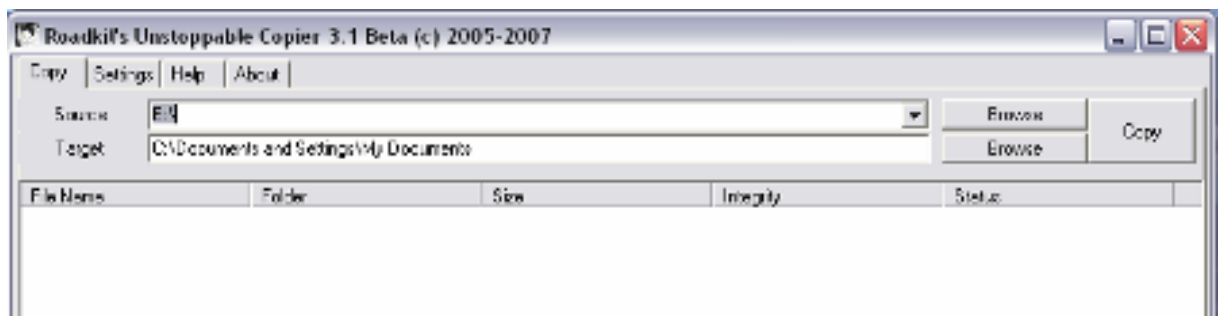 Roadkil's Unstoppable Copier 3.1 Beta (c) 2005-2007
Copy Settings Help About
Source E:\ Browse Copy
Target C:\Documents and Settings\My Documents Browse
File Name Folder Size Integrity Status